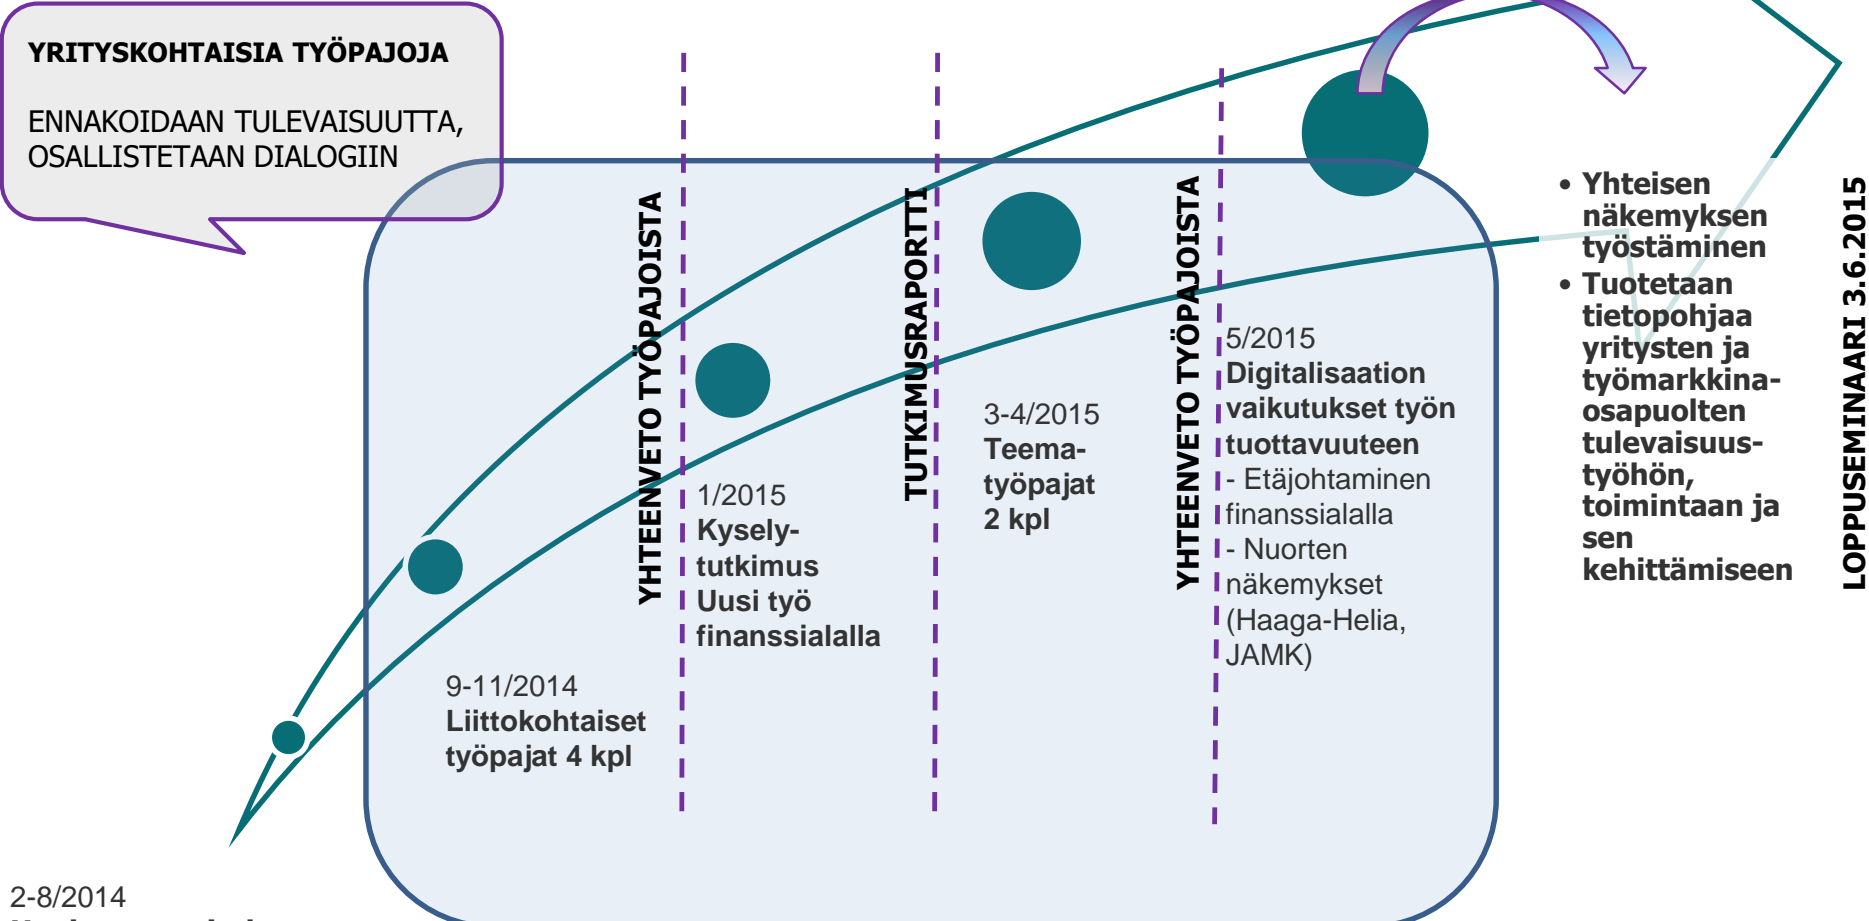 YRITYSKOHTAISIA TYÖPAJOJA
ENNAKOIDAAN TULEVAISUUTTA,
OSALLISTETAAN DIALOGIIN
2-8/2014
9-11/2014
Liittokohtaiset
työpajat 4 kpl
YHTEENVETO TYÖPAJOISTA
1/2015
Kysely-
tutkimus
Uusi työ
finanssialalla
TUTKIMUSRAPORTTI
3-4/2015
Teema-
työpajat
2 kpl
YHTEENVETO TYÖPAJOISTA
5/2015
Digitalisaation
vaikutukset työn
tuottavuuteen
- Etäjohtaminen
finanssialalla
- Nuorten
näkemykset
(Haaga-Helia,
JAMK)
• Yhteisen
näkemyksen
työstäminen
• Tuotetaan
tietopohjaa
yritysten ja
työmarkkina-
osapuolten
tulevaisuus-
työhön,
toimintaan ja
sen
kehittämiseen
LOPPUSEMINAARI 3.6.2015